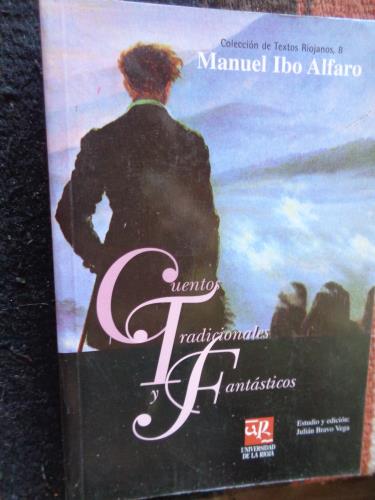 Colección de Textos Riojanos, 8
Manuel Ibo Alfaro
Cuentos
Tradicionales
y Fantásticos
Estudio y edición:
Julián Bravo Vega
UR
UNIVERSIDAD
DE LA RIOJA